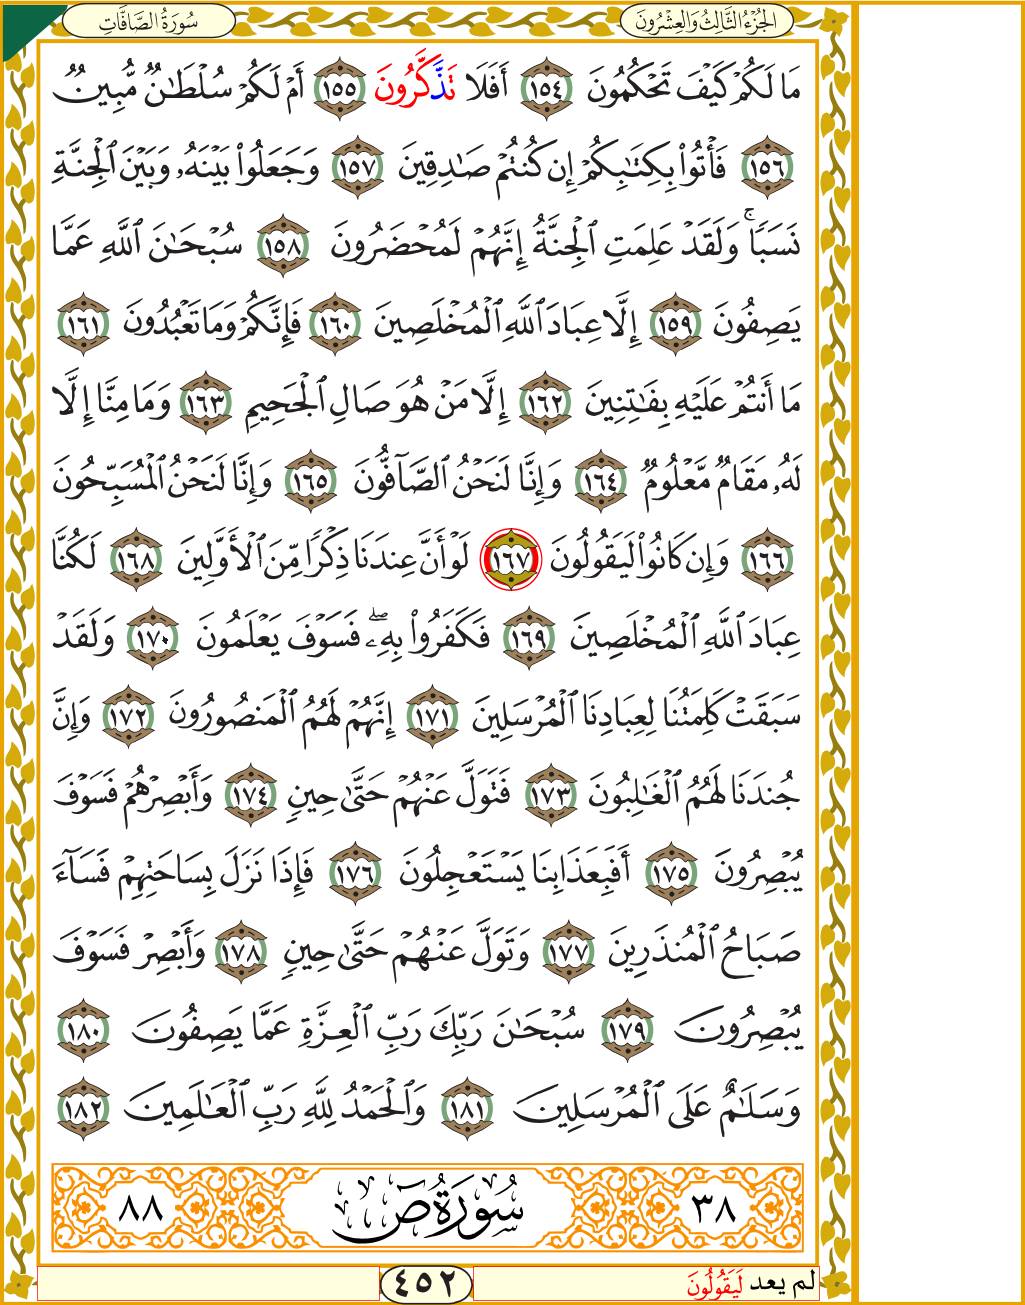 الجُزْءُ الثَّالِثُ وَالعِشْرُونَ
سُورَةُ الصَّافَّاتِ
مَا لَكُمْ كَيْفَ تَحْكُمُونَ ١٥٤ أَفَلَا تَذَّكَّرُونَ ١٥٥ أَمْ لَكُمْ سُلْطَـٰنٌ مُّبِينٌ
١٥٦ فَأْتُوا۟ بِكِتَـٰبِكُمْ إِن كُنتُمْ صَـٰدِقِينَ ١٥٧ وَجَعَلُوا۟ بَيْنَهُۥ وَبَيْنَ ٱلْجِنَّةِ
نَسَبًا ۚ وَلَقَدْ عَلِمَتِ ٱلْجِنَّةُ إِنَّهُمْ لَمُحْضَرُونَ ١٥٨ سُبْحَـٰنَ ٱللَّهِ عَمَّا
يَصِفُونَ ١٥٩ إِلَّا عِبَادَ ٱللَّهِ ٱلْمُخْلَصِينَ ١٦٠ فَإِنَّكُمْ وَمَا تَعْبُدُونَ ١٦١
مَا أَنتُمْ عَلَيْهِ بِفَـٰتِنِينَ ١٦٢ إِلَّا مَنْ هُوَ صَالِ ٱلْجَحِيمِ ١٦٣ وَمَا مِنَّا إِلَّا
لَهُۥ مَقَامٌ مَّعْلُومٌ ١٦٤ وَإِنَّا لَنَحْنُ ٱلصَّآفُّونَ ١٦٥ وَإِنَّا لَنَحْنُ ٱلْمُسَبِّحُونَ
١٦٦ وَإِن كَانُوا۟ لَيَقُولُونَ ١٦٧ لَوْ أَنَّ عِندَنَا ذِكْرًا مِّنَ ٱلْأَوَّلِينَ ١٦٨ لَكُنَّا
عِبَادَ ٱللَّهِ ٱلْمُخْلَصِينَ ١٦٩ فَكَفَرُوا۟ بِهِۦ ۖ فَسَوْفَ يَعْلَمُونَ ١٧٠ وَلَقَدْ
سَبَقَتْ كَلِمَتُنَا لِعِبَادِنَا ٱلْمُرْسَلِينَ ١٧١ إِنَّهُمْ لَهُمُ ٱلْمَنصُورُونَ ١٧٢ وَإِنَّ
جُندَنَا لَهُمُ ٱلْغَـٰلِبُونَ ١٧٣ فَتَوَلَّ عَنْهُمْ حَتَّىٰ حِينٍ ١٧٤ وَأَبْصِرْهُمْ فَسَوْفَ
يُبْصِرُونَ ١٧٥ أَفَبِعَذَابِنَا يَسْتَعْجِلُونَ ١٧٦ فَإِذَا نَزَلَ بِسَاحَتِهِمْ فَسَآءَ
صَبَاحُ ٱلْمُنذَرِينَ ١٧٧ وَتَوَلَّ عَنْهُمْ حَتَّىٰ حِينٍ ١٧٨ وَأَبْصِرْ فَسَوْفَ
يُبْصِرُونَ ١٧٩ سُبْحَـٰنَ رَبِّكَ رَبِّ ٱلْعِزَّةِ عَمَّا يَصِفُونَ ١٨٠
وَسَلَـٰمٌ عَلَى ٱلْمُرْسَلِينَ ١٨١ وَٱلْحَمْدُ لِلَّهِ رَبِّ ٱلْعَـٰلَمِينَ ١٨٢
٣٨ سُورَةُ صٓ ٨٨
لم يعد لَيَقُولُونَ
٤٥٢